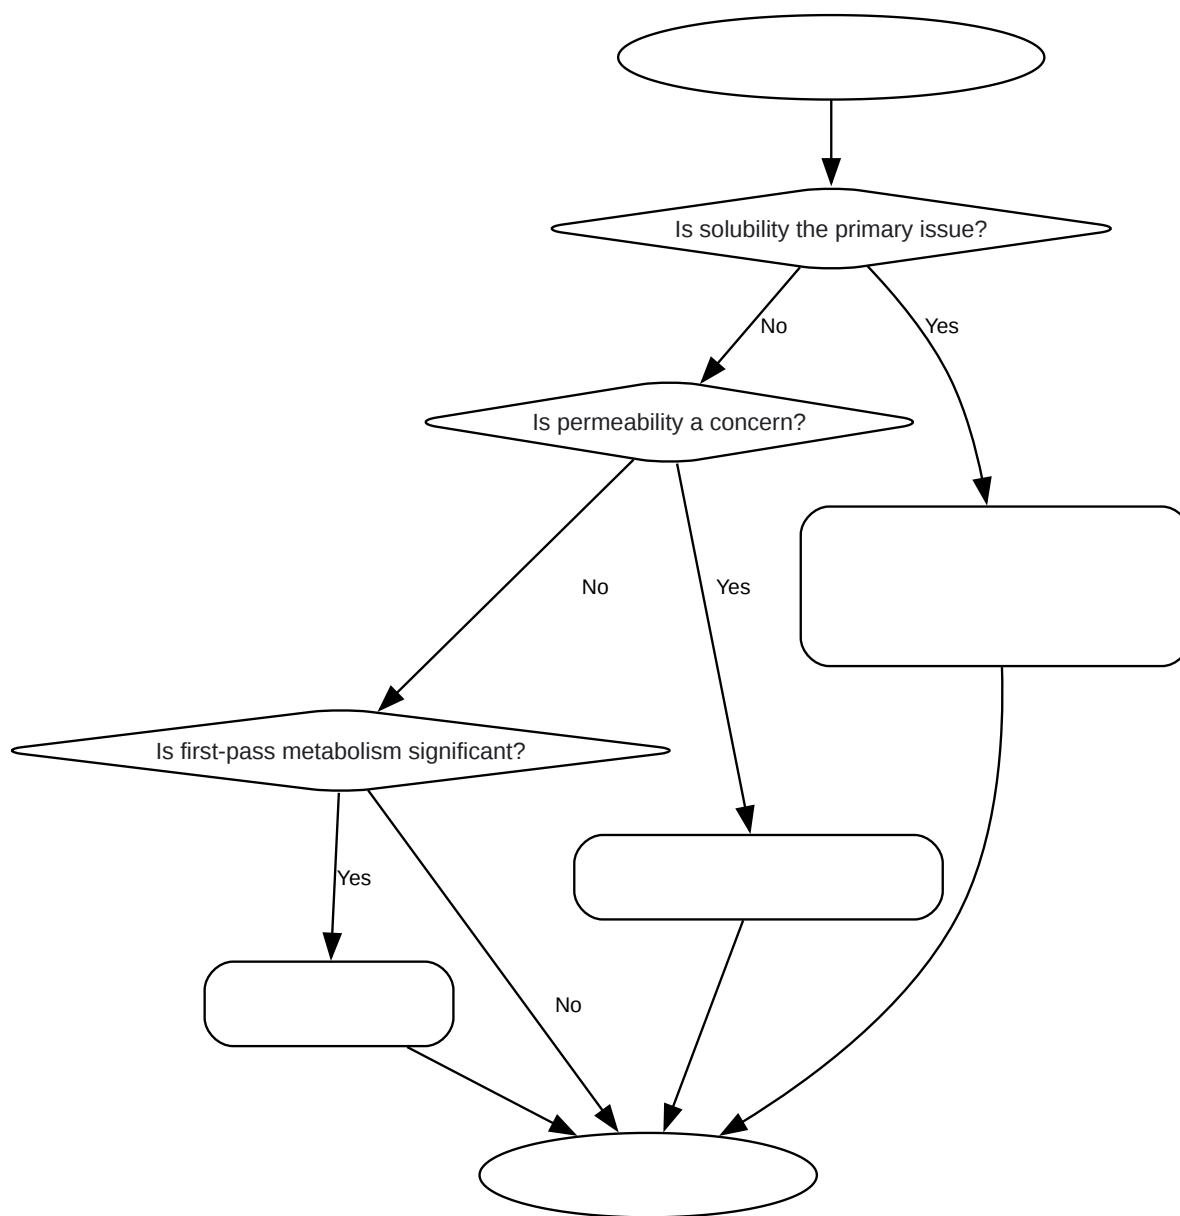 Is solubility the primary issue?
No
Yes
Is permeability a concern?
No
Yes
Is first-pass metabolism significant?
Yes
No